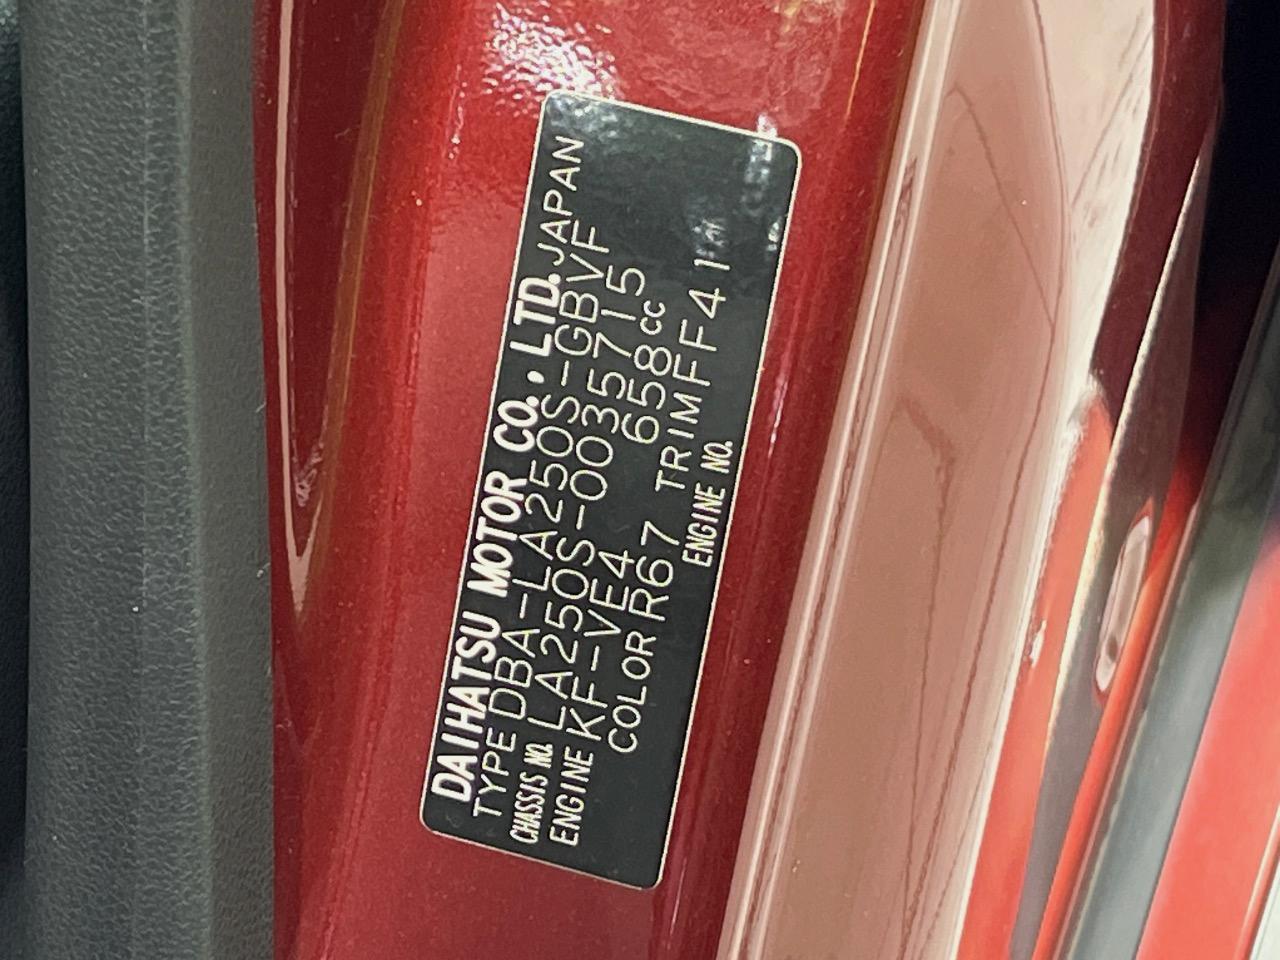 DAIHATSU MOTOR CO., LTD. JAPAN
TYPE DBA-LA250S-GBVF
CHASSIS NO. LA250S-0035715
ENGINE KF-VE4 658cc
COLOR R67 TRIM FF41
ENGINE NO.